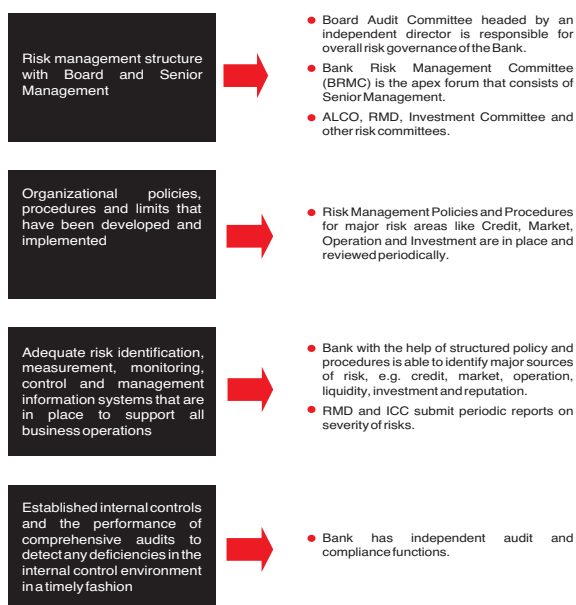 Risk management structure
with Board and Senior
Management
● Board Audit Committee headed by an
independent director is responsible for
overall risk governance of the Bank.
● Bank Risk Management Committee
(BRMC) is the apex forum that consists of
Senior Management.
● ALCO, RMD, Investment Committee and
other risk committees.
Organizational policies,
procedures and limits that
have been developed and
implemented
● Risk Management Policies and Procedures
for major risk areas like Credit, Market,
Operation and Investment are in place and
reviewed periodically.
Adequate risk identification,
measurement, monitoring,
control and management
information systems that are
in place to support all
business operations
● Bank with the help of structured policy and
procedures is able to identify major sources
of risk, e.g. credit, market, operation,
liquidity, investment and reputation.
● RMD and ICC submit periodic reports on
severity of risks.
Established internal controls
and the performance of
comprehensive audits to
detect any deficiencies in the
internal control environment
in a timely fashion
● Bank has independent audit and
compliance functions.